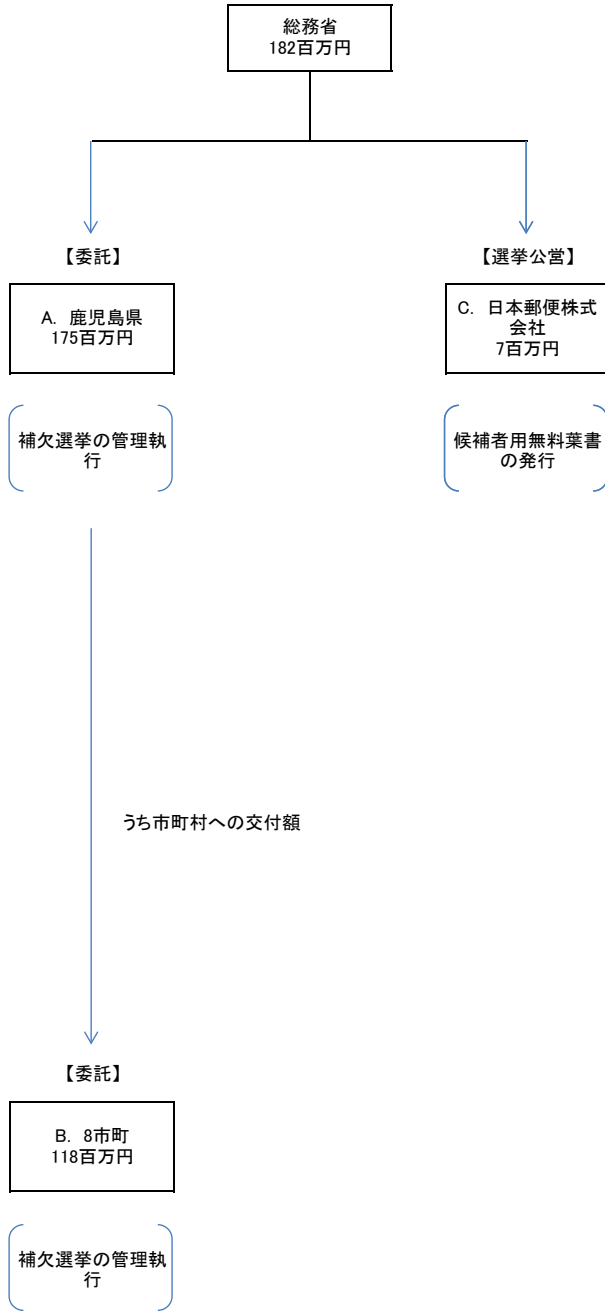 総務省
182百万円
【委託】
A. 鹿児島県
175百万円
補欠選挙の管理執
行
【選挙公営】
C. 日本郵便株式
会社
7百万円
候補者用無料葉書
の発行
うち市町村への交付額
【委託】
B. 8市町
118百万円
補欠選挙の管理執
行